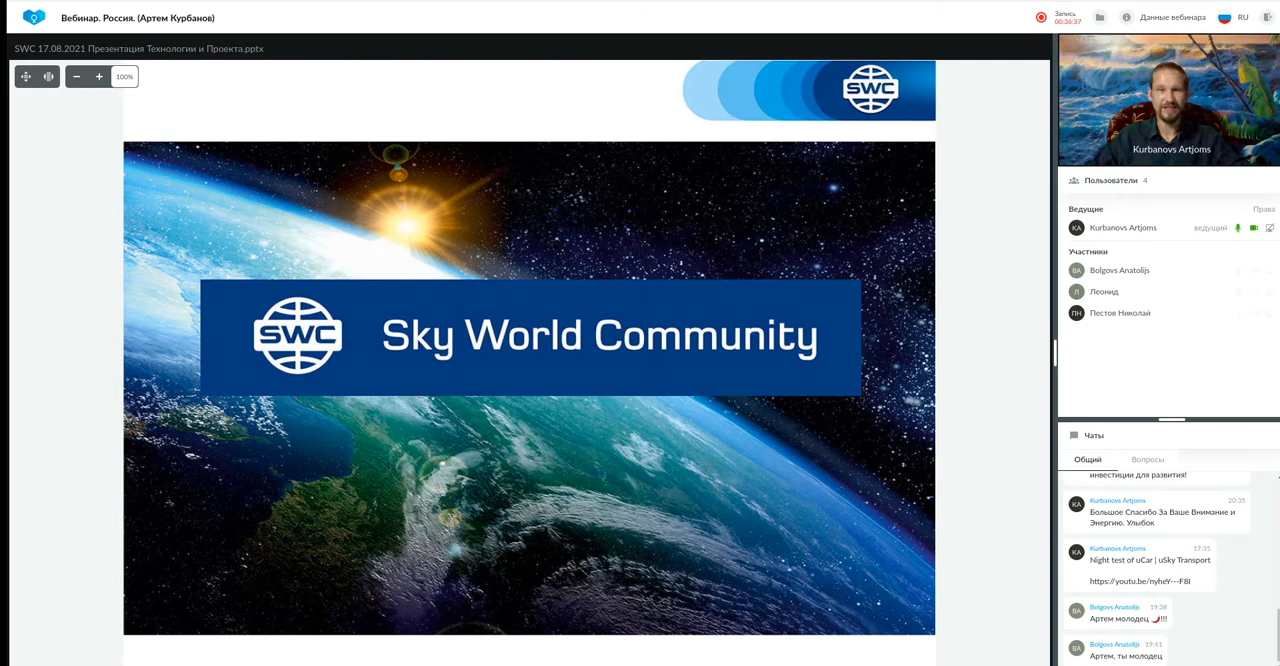 Вебинар. Россия. (Артем Курбанов)
Запись
00:36:37
Данные вебинара
RU
SWC 17.08.2021 Презентация Технологии и Проекта.pptx
100%
SWC
SWC
Sky World Community
Kurbanovs Artjoms
Пользователи 4
Ведущие
Права
KA
Kurbanovs Artjoms
ведущий
Участники
BA
Bolgovs Anatolijs
Л
Леонид
ПН
Пестов Николай
Чаты
Общий
Вопросы
инвестиции для развития!
KA
Kurbanovs Artjoms
20:35
Большое Спасибо За Ваше Внимание и
Энергию. Улыбок
KA
Kurbanovs Artjoms
17:35
Night test of uCar | uSky Transport
https://youtu.be/nyheY---F8I
BA
Bolgovs Anatolijs
19:38
Артем молодец 🌶️!!!
BA
Bolgovs Anatolijs
19:41
Артем, ты молодец